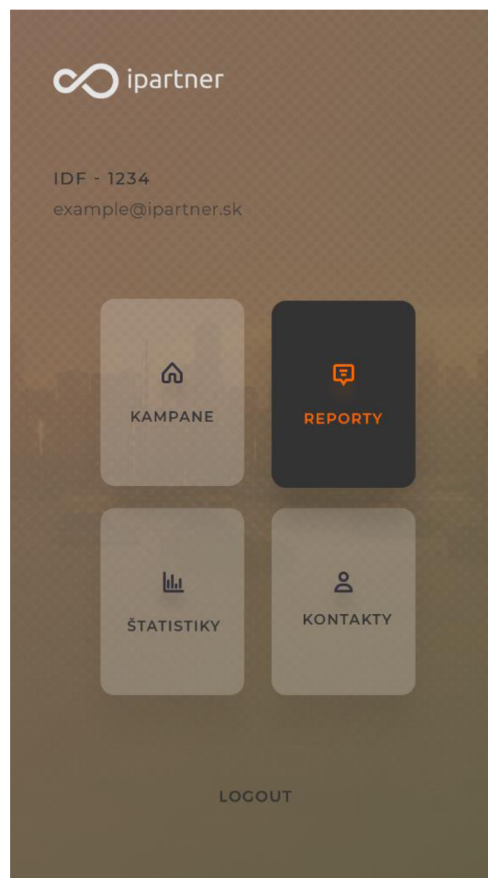 ipartner
IDF - 1234
example@ipartner.sk
KAMPANE
REPORTY
ŠTATISTIKY
KONTAKTY
LOGOUT